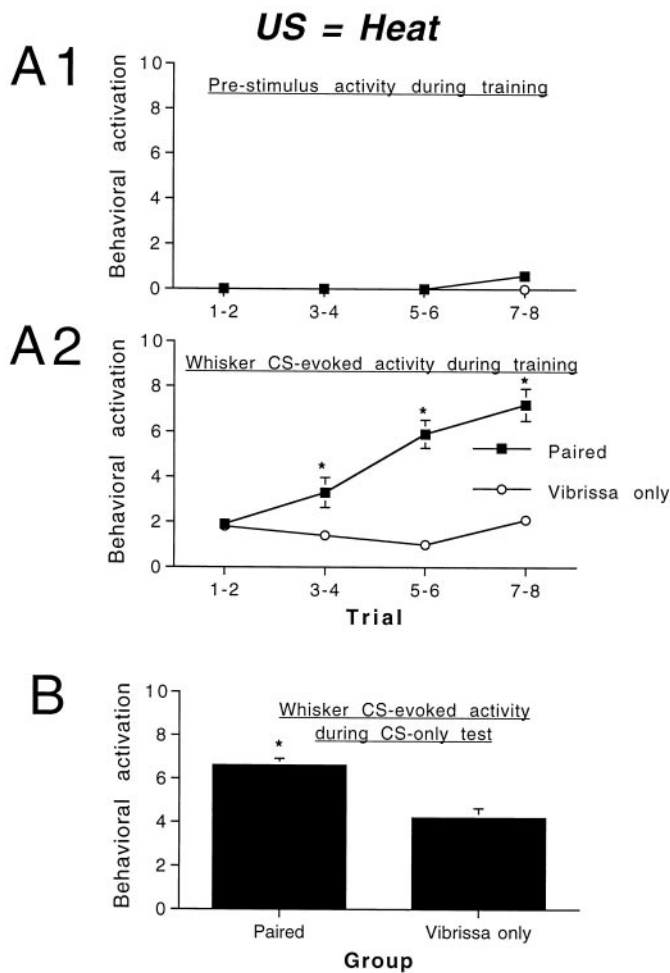 US = Heat
A1
Pre-stimulus activity during training
Behavioral activation
10
8
6
4
2
0
1-2 3-4 5-6 7-8
A2
Whisker CS-evoked activity during training
Behavioral activation
10
8
6
4
2
0
* * *
Paired
Vibrissa only
1-2 3-4 5-6 7-8
Trial
B
Whisker CS-evoked activity
during CS-only test
Behavioral activation
10
8
6
4
2
0
*
Paired Vibrissa only
Group